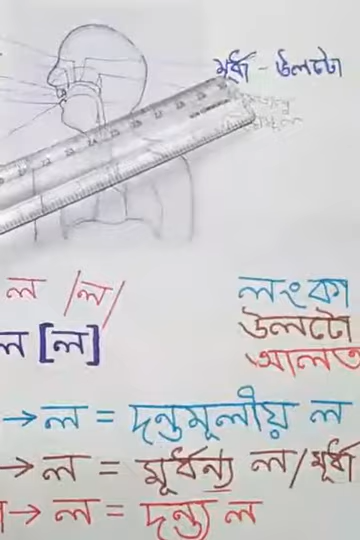 মূর্ধা - উলটো
ল /ল/
লংকা
ল [ল]
উলটো
আলত
→ ল = দন্তমূলীয় ল
→ ল = মূর্ধন্য ল/মূর্ধা
→ ল = দন্ত্য ল